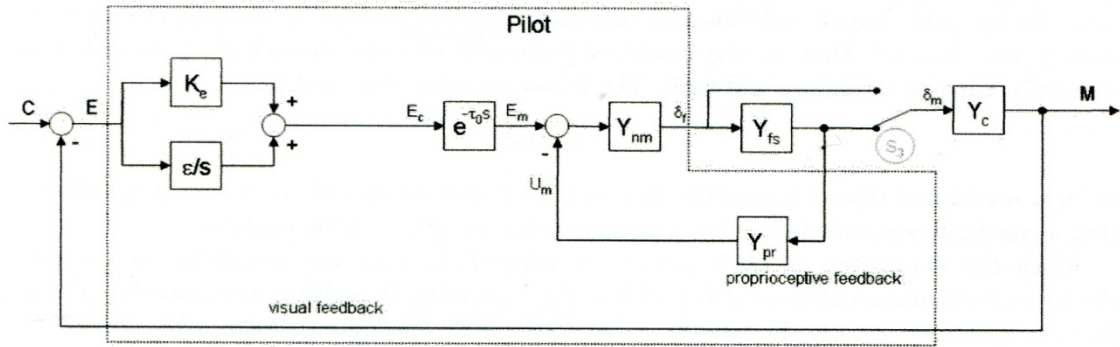 Pilot
C
E
-
K_e
ε/s
+
+
E_c
e^{-τ_0 s}
E_m
-
U_m
Y_nm
δ_f
Y_fs
S_3
δ_m
Y_c
M
Y_pr
proprioceptive feedback
visual feedback